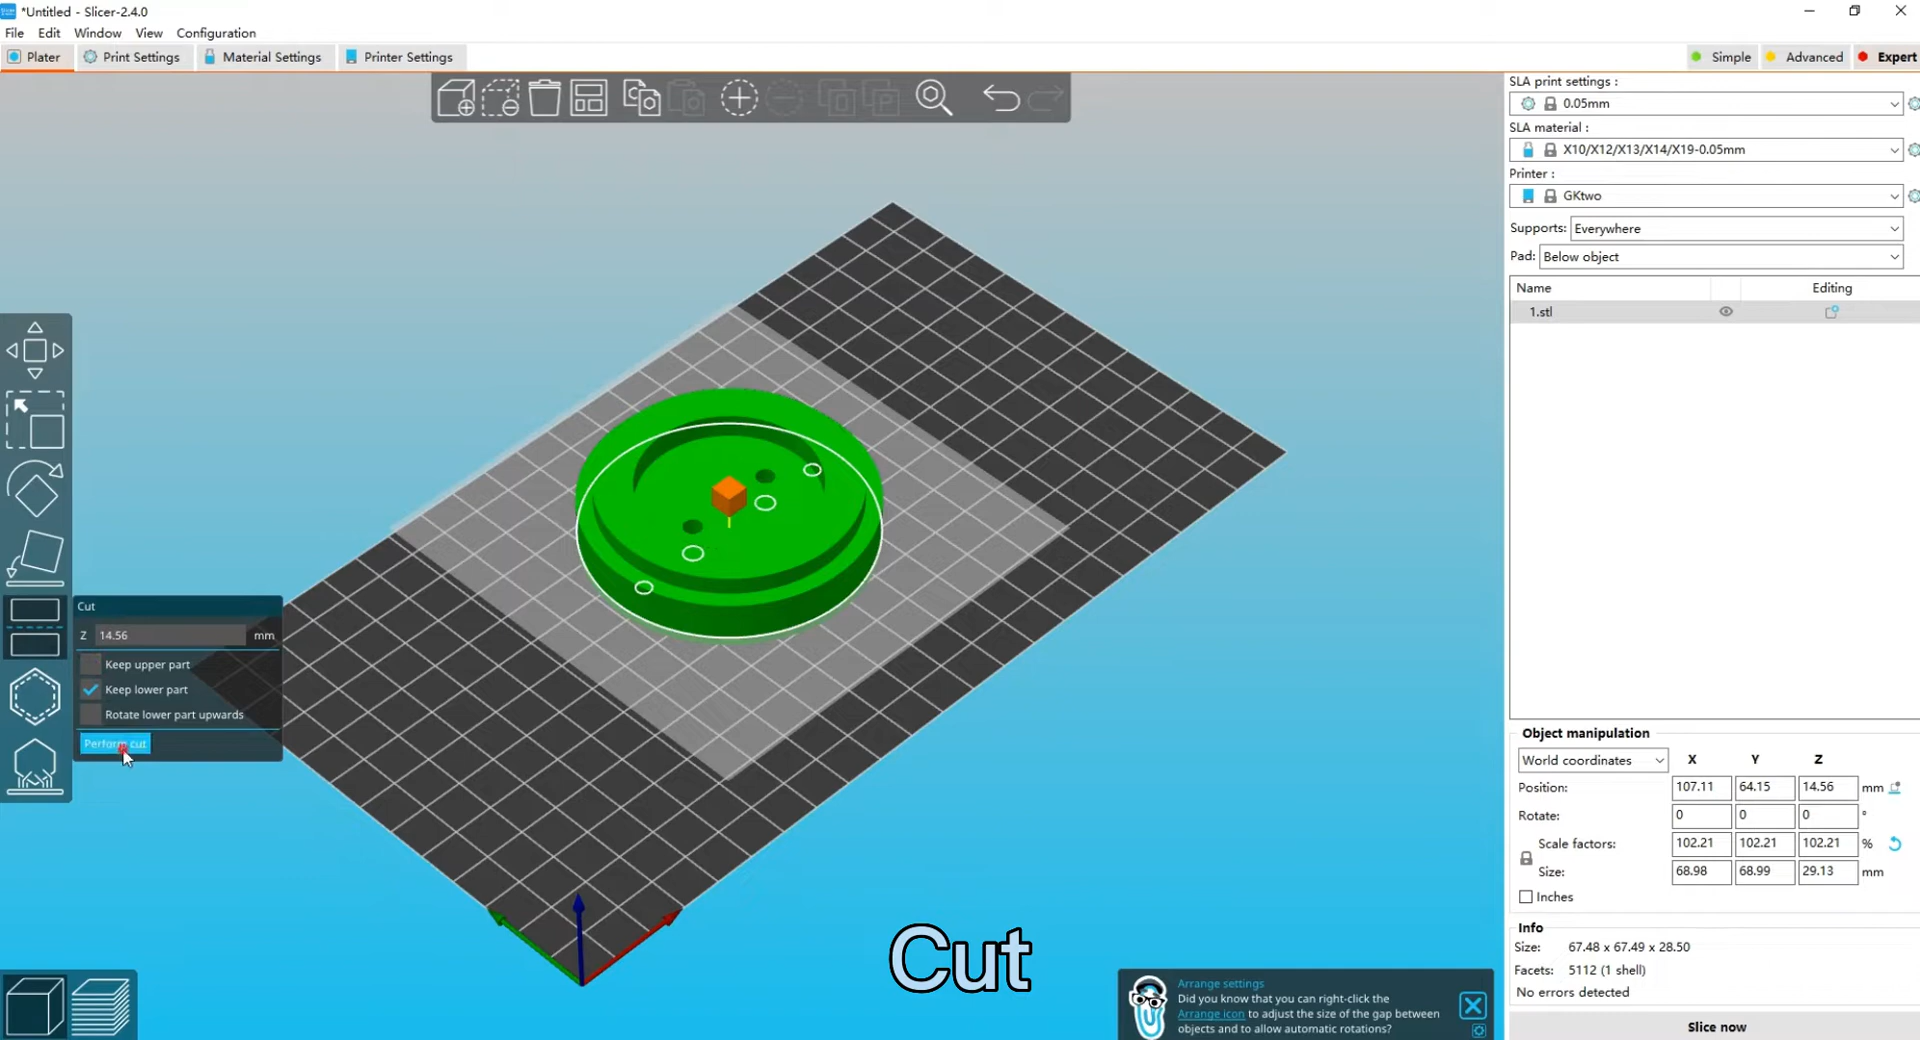 *Untitled - Slicer-2.4.0
File Edit Window View Configuration
Plater Print Settings Material Settings Printer Settings Simple Advanced Expert
SLA print settings :
0.05mm
SLA material :
X10/X12/X13/X14/X19-0.05mm
Printer :
GKtwo
Supports: Everywhere
Pad: Below object
Name Editing
1.stl
Cut
Z 14.56 mm
Keep upper part
Keep lower part
Rotate lower part upwards
Perform cut
Object manipulation
World coordinates X Y Z
Position: 107.11 64.15 14.56 mm
Rotate: 0 0 0 °
Scale factors: 102.21 102.21 102.21 %
Size: 68.98 68.99 29.13 mm
Inches
Info
Size: 67.48 x 67.49 x 28.50
Facets: 5112 (1 shell)
No errors detected
Slice now
Cut
Arrange settings
Did you know that you can right-click the
Arrange icon to adjust the size of the gap between
objects and to allow automatic rotations?